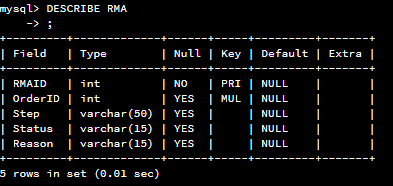 mysql> DESCRIBE RMA
    -> ;
+---------+-------------+------+-----+---------+-------+
| Field   | Type        | Null | Key | Default | Extra |
+---------+-------------+------+-----+---------+-------+
| RMAID   | int         | NO   | PRI | NULL    |       |
| OrderID | int         | YES  | MUL | NULL    |       |
| Step    | varchar(50) | YES  |     | NULL    |       |
| Status  | varchar(15) | YES  |     | NULL    |       |
| Reason  | varchar(15) | YES  |     | NULL    |       |
+---------+-------------+------+-----+---------+-------+
5 rows in set (0.01 sec)